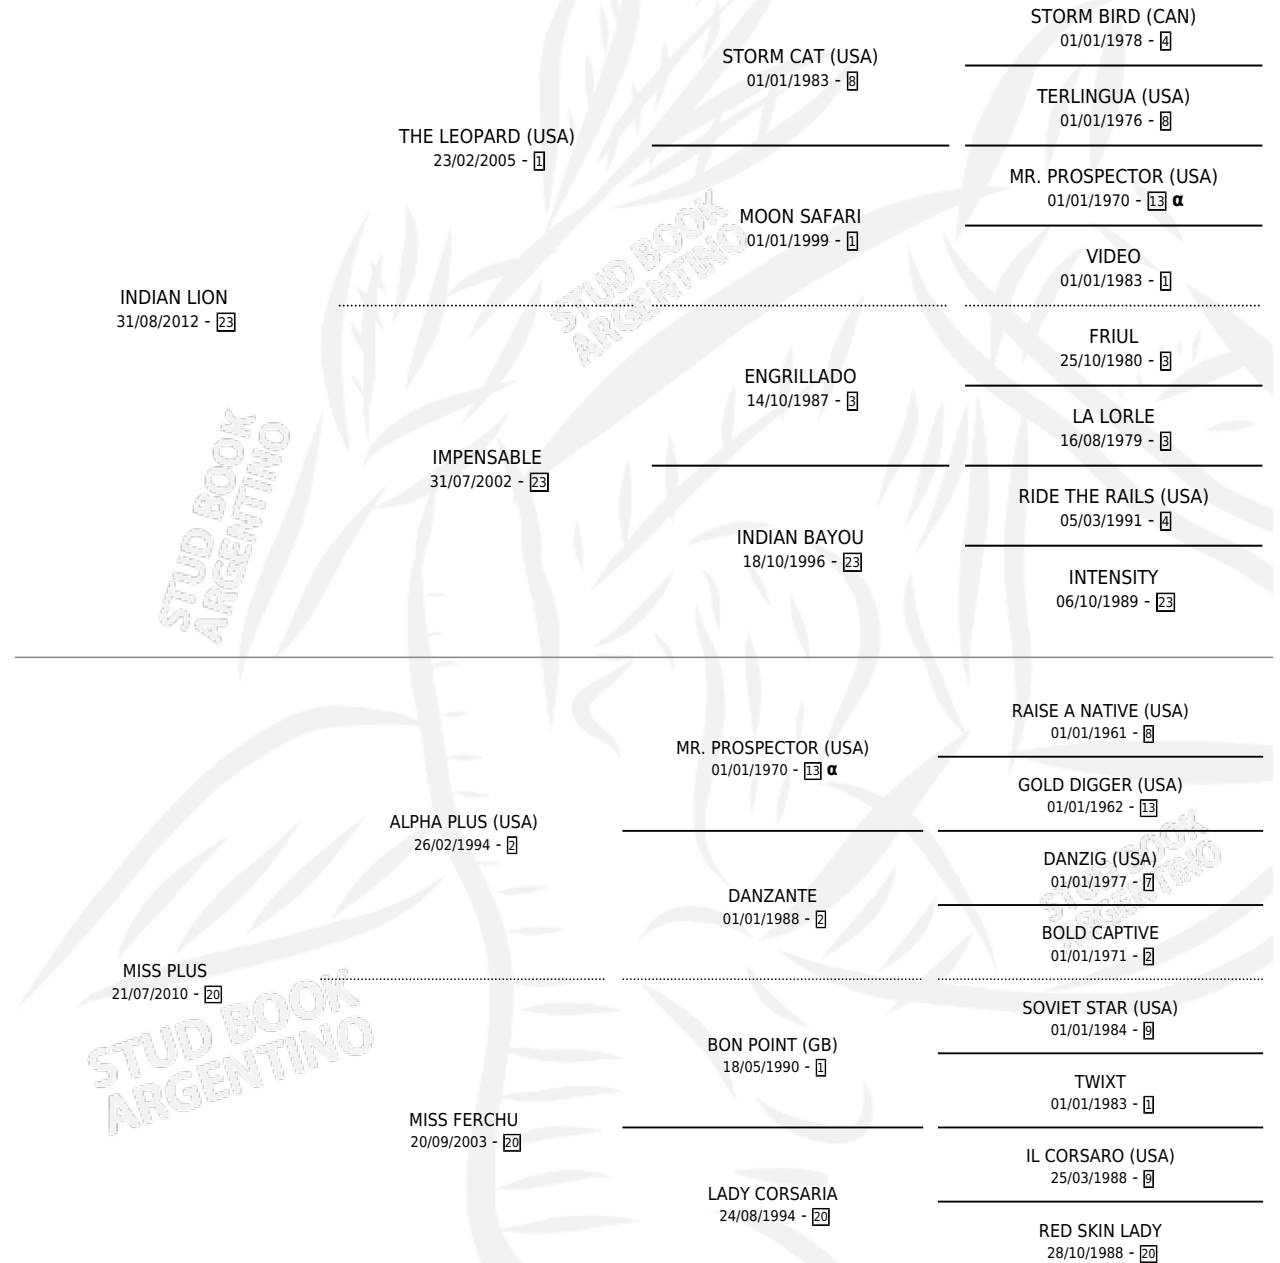 STORM BIRD (CAN)
01/01/1978 - 4
STORM CAT (USA)
01/01/1983 - 8
TERLINGUA (USA)
01/01/1976 - 8
THE LEOPARD (USA)
23/02/2005 - 1
MR. PROSPECTOR (USA)
01/01/1970 - 13 α
MOON SAFARI
01/01/1999 - 1
VIDEO
01/01/1983 - 1
INDIAN LION
31/08/2012 - 23
FRIUL
25/10/1980 - 3
ENGRILLADO
14/10/1987 - 3
LA LORLE
16/08/1979 - 3
IMPENSABLE
31/07/2002 - 23
RIDE THE RAILS (USA)
05/03/1991 - 4
INDIAN BAYOU
18/10/1996 - 23
INTENSITY
06/10/1989 - 23
STUD BOOK
ARGENTINO
STUD BOOK
ARGENTINO
RAISE A NATIVE (USA)
01/01/1961 - 8
MR. PROSPECTOR (USA)
01/01/1970 - 13 α
GOLD DIGGER (USA)
01/01/1962 - 13
ALPHA PLUS (USA)
26/02/1994 - 2
DANZIG (USA)
01/01/1977 - 7
DANZANTE
01/01/1988 - 2
BOLD CAPTIVE
01/01/1971 - 2
MISS PLUS
21/07/2010 - 20
SOVIET STAR (USA)
01/01/1984 - 9
BON POINT (GB)
18/05/1990 - 1
TWIXT
01/01/1983 - 1
MISS FERCHU
20/09/2003 - 20
IL CORSARO (USA)
25/03/1988 - 9
LADY CORSARIA
24/08/1994 - 20
RED SKIN LADY
28/10/1988 - 20
STUD BOOK
ARGENTINO
STUD BOOK
ARGENTINO